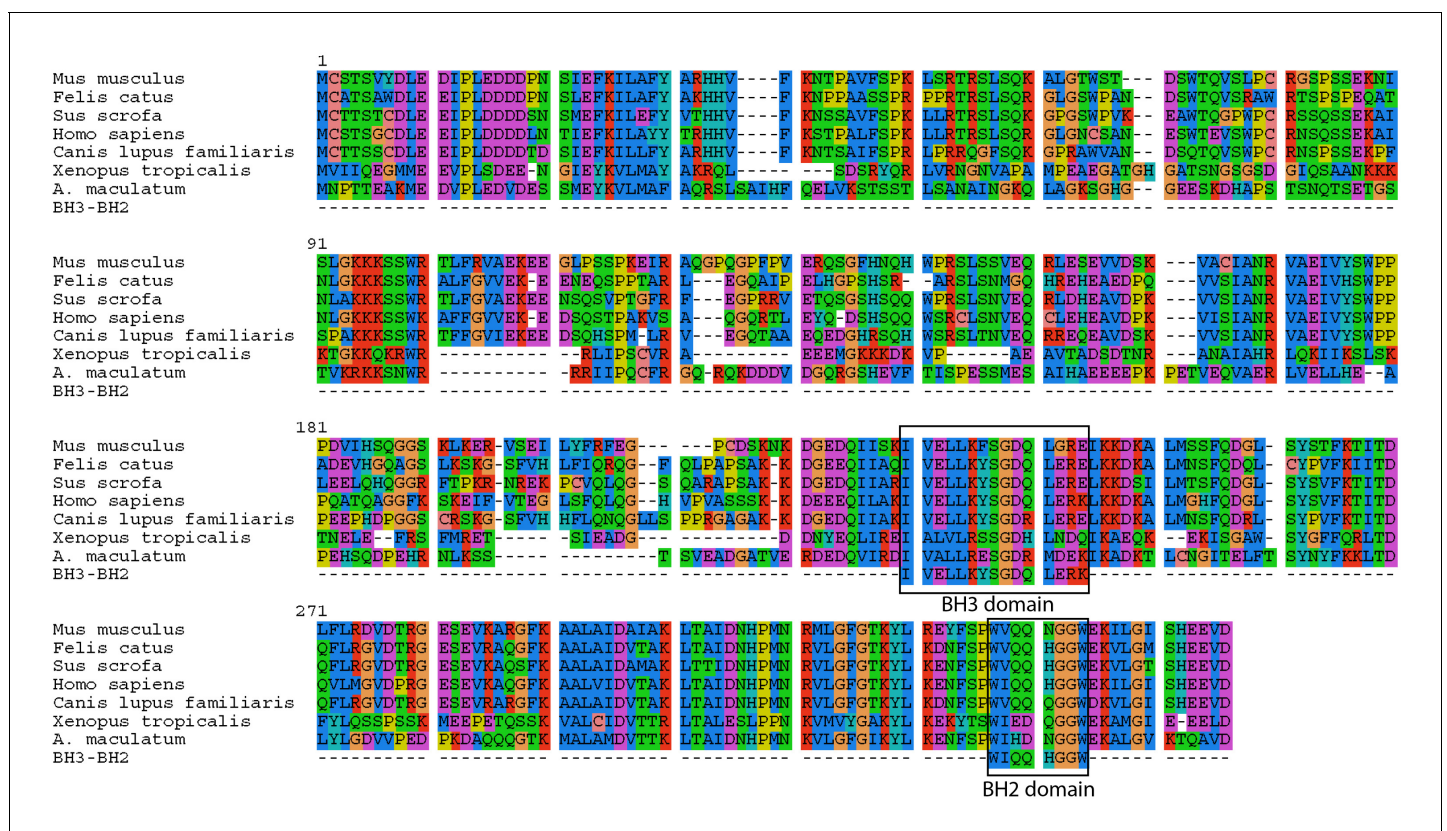 1
Mus musculus MCSTSVYDLE DIPLEDDDPN SIEFKILAFY ARHHV----F KNTPAVFSPK LSRTRSLSQK ALGTWST--- DSWTQVSLPC RGSPSSEKNI
Felis catus MCATSAWDLE EIPLDDDDPN SLEFKILAFY AKHHV----F KNPPAASSPR PPRTRSLSQR GLGSWPAN-- DSWTQVSRAW RTSPSPEQAT
Sus scrofa MCTTSTCDLE EIPLDDDDSN SMEFKILEFY VTHHV----F KNSSAVFSPK LLRTRSLSQK GPGSWPVK-- EAWTQGPWPC RNSQSSEKAI
Homo sapiens MCSTSGCDLE EIPLDDDDLN TIEFKILAYY TRHHV----F KSTPALFSPK LLRTRSLSQR GLGNCSAN-- ESWTEVSWPC RNSQSSEKAI
Canis lupus familiaris MCTTSSCDLE EIPLDDDDTD SIEFKILLFY ARHHV----F KNTSAIFSPR LPRRQGFSQK GPRAWVAN-- DSQTQVSWPC RNSPSSEKPF
Xenopus tropicalis MVIIQEGMME EVPLSDEE-N GIEYKVLMAY AKRQL----- ---SDSRYQR LVRNGNVAPA MPEAEGATGH GATSNGSGSD GIQSAANKKK
A. maculatum MNPTTEAKME DVPLEDVDES SMEYKVLMAF AQRSLSAIHF QELVKSTSST LSANAINGKQ LAGKSGHG-- GEESKDHAPS TSNQTSETGS
BH3-BH2 ---------- ---------- ---------- ---------- ---------- ---------- ---------- ---------- ----------
91
Mus musculus SLGKKKSSWR TLFRVAEKEE GLPSSPKEIR AQGPQGPFPV ERQSGFHNQH WPRSLSSVEQ RLESEVVDSK ---VACIANR VAEIVYSWPP
Felis catus NLAKKKSSWR ALFGVVEK-E ENEQSPPTAR L---EGQAIP ELHGPSHSR- -ARSLSNMGQ HREHEAEDPQ ---VVSIANR VAEIVYSWPP
Sus scrofa NLAKKKSSWR TLFGVAEKEE NSQSVPTGFR F---EGPRRV ETQSGSHSQQ WPRSLSNVEQ RLDHEAVDPK ---VVSIANR VAEIVYSWPP
Homo sapiens NLGKKKSSWK AFFGVVEK-E DSQSTPAKVS A---QGQRTL EYQ-DSHSQQ WSRCLSNVEQ CLEHEAVDPK ---VISIANR VAEIVYSWPP
Canis lupus familiaris SPAKKKSSWR TFFGVIEKEE DSQHSPM-LR V---EGQTAA EQEDGHRSQH WSRSLTNVEQ RREQEAVDSK ---VISIANR VAEIVYSWPP
Xenopus tropicalis KTGKKQKRWR ---------- -RLIPSCVR A--- EEEMGKKKDK VP------AE AVTADSDTNR ---ANAIAHR LQKIIKSLSK
A. maculatum TVKRKKSNWR ---------- -RRIIPQCFR GQ-RQKDDDV DGQRGSHEVF TISPESSMES AIHAEEEEPK PETVEQVAER LVELLHE--A
BH3-BH2 ---------- ---------- ---------- ---------- ---------- ---------- ---------- ---------- ----------
181
Mus musculus PDVIHSQGGS KLKER-VSEI LYFRFEG--- ---PCDSKNK DGEDQIISKI VELLKFSGDQ LGREIKKDKA LMSSFQDGL- SYSTFKTITD
Felis catus ADEVHGQAGS LKSKG-SFVH LFIQRQG--F QLPAPSAK-K DGEEQIIAQI VELLKYSGDQ LERELKKDKA LMNSFQDQL- CYPVFKIITD
Sus scrofa LEELQHQGGR FTPKR-NREK PCVQLQG--S QARAPSAK-K DGEEQIIAKI VELLKYSGDQ LERELKKDKS LMTSFQDGL- SYSVFKTITD
Homo sapiens PQATQAGGFK SKEIF-VTEG LSFQLQG--H VPVASSSK-K DGEEQILAKI VELLKYSGDQ LERKLKKDKA LMGHFQDGL- SYSVFKTITD
Canis lupus familiaris PEEPHDPGGS CRSKG-SFVH HFLQNQGLLS PPRGAGAK-K DGEDQIIAKI VELLRYSGDR LERELKKDKA LMNSFQDRL- SYPVFKTITD
Xenopus tropicalis TNELE--FRS FMRET----- -SIEADG--- ---------D DNYEQLIREI IALVLRSGDH LNDQIKAEQK --EKISGAW- SYGFFQRLTD
A. maculatum PEHSQDPEHR NLKSS----- ---------T SVEADGATVE RDEDQVIRDI VALLRESGDR MDEKIKADKT LCNGITELFT SYNYFKKLTD
BH3-BH2 ---------- ---------- ---------- ---------- ---------I VELLKYSGDQ LERK------ ---------- ----------
BH3 domain
271
Mus musculus LFLRDVDTRG ESEVKARGFK AALAIDAIAK LTAIDNHPMN RMLGFGTKYL REYFSPWVQQ NGGWEKILGI SHEEVD
Felis catus QFLRGVDTRG ESEVRAQGFK AALAIDVTAK LTAIDNHPMN RVLGFGTKYL KDNFSPWVQQ HGGWEKVLGM SHEEVD
Sus scrofa QFLRGVDTRG ESEVRAQSFK AALAIDAMAK LTTIDNHPMN RVLGFGTKYL KENFSPWVQQ HGGWEKVLGT SHEEVD
Homo sapiens QVLMGVDPRG ESEVKAQGFK AALVIDVTAK LTAIDNHPMN RVLGFGTKYL KENFSPWIQQ HGGWEKILGI SHEEVD
Canis lupus familiaris QFLRGVDTRG ESEVRARGFK AALAIDVTAK LTAIDNHPMN RVLGFGTKYL KDNFSPWIQQ HGGWEKVLGI SHEEVD
Xenopus tropicalis FYLQSSPSSK MEEPETQSSK VALCIDVTTR LTALESLPPN KVMVYGAKYL KEKYTSWIED QGGWDKAMGI E-EELD
A. maculatum LYLGDVVPED PKDAQQQGTK MALAMDVTTK LTAIDNHPMN KVLGFGIKYL KENFSPWIHD NGGWEKALGV KTQAVD
BH3-BH2 ---------- ---------- ---------- ---------- ---------- ------WIQQ HGGW------ ------
BH2 domain